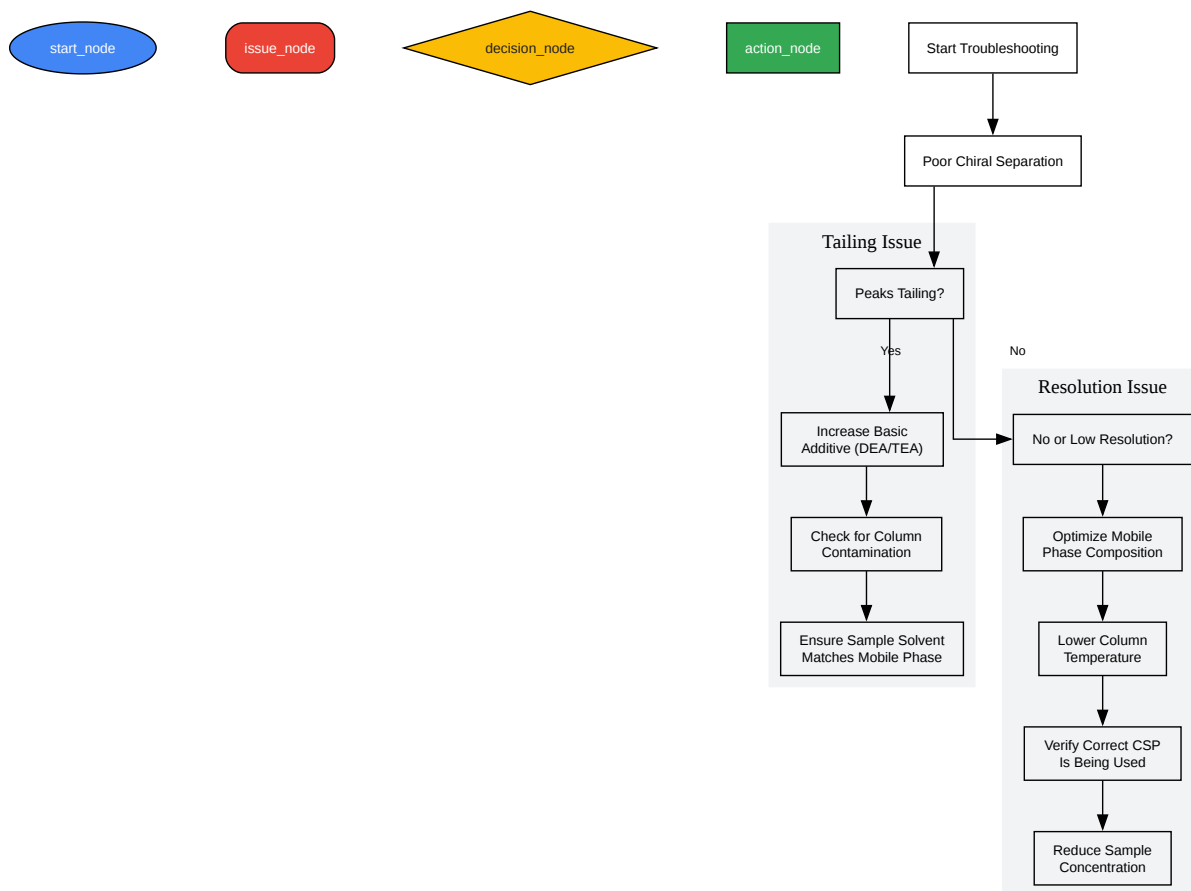 start_node
issue_node
decision_node
action_node
Start Troubleshooting
Poor Chiral Separation
Tailing Issue
Peaks Tailing?
Yes
No
Increase Basic
Additive (DEA/TEA)
Check for Column
Contamination
Ensure Sample Solvent
Matches Mobile Phase
Resolution Issue
No or Low Resolution?
Optimize Mobile
Phase Composition
Lower Column
Temperature
Verify Correct CSP
Is Being Used
Reduce Sample
Concentration